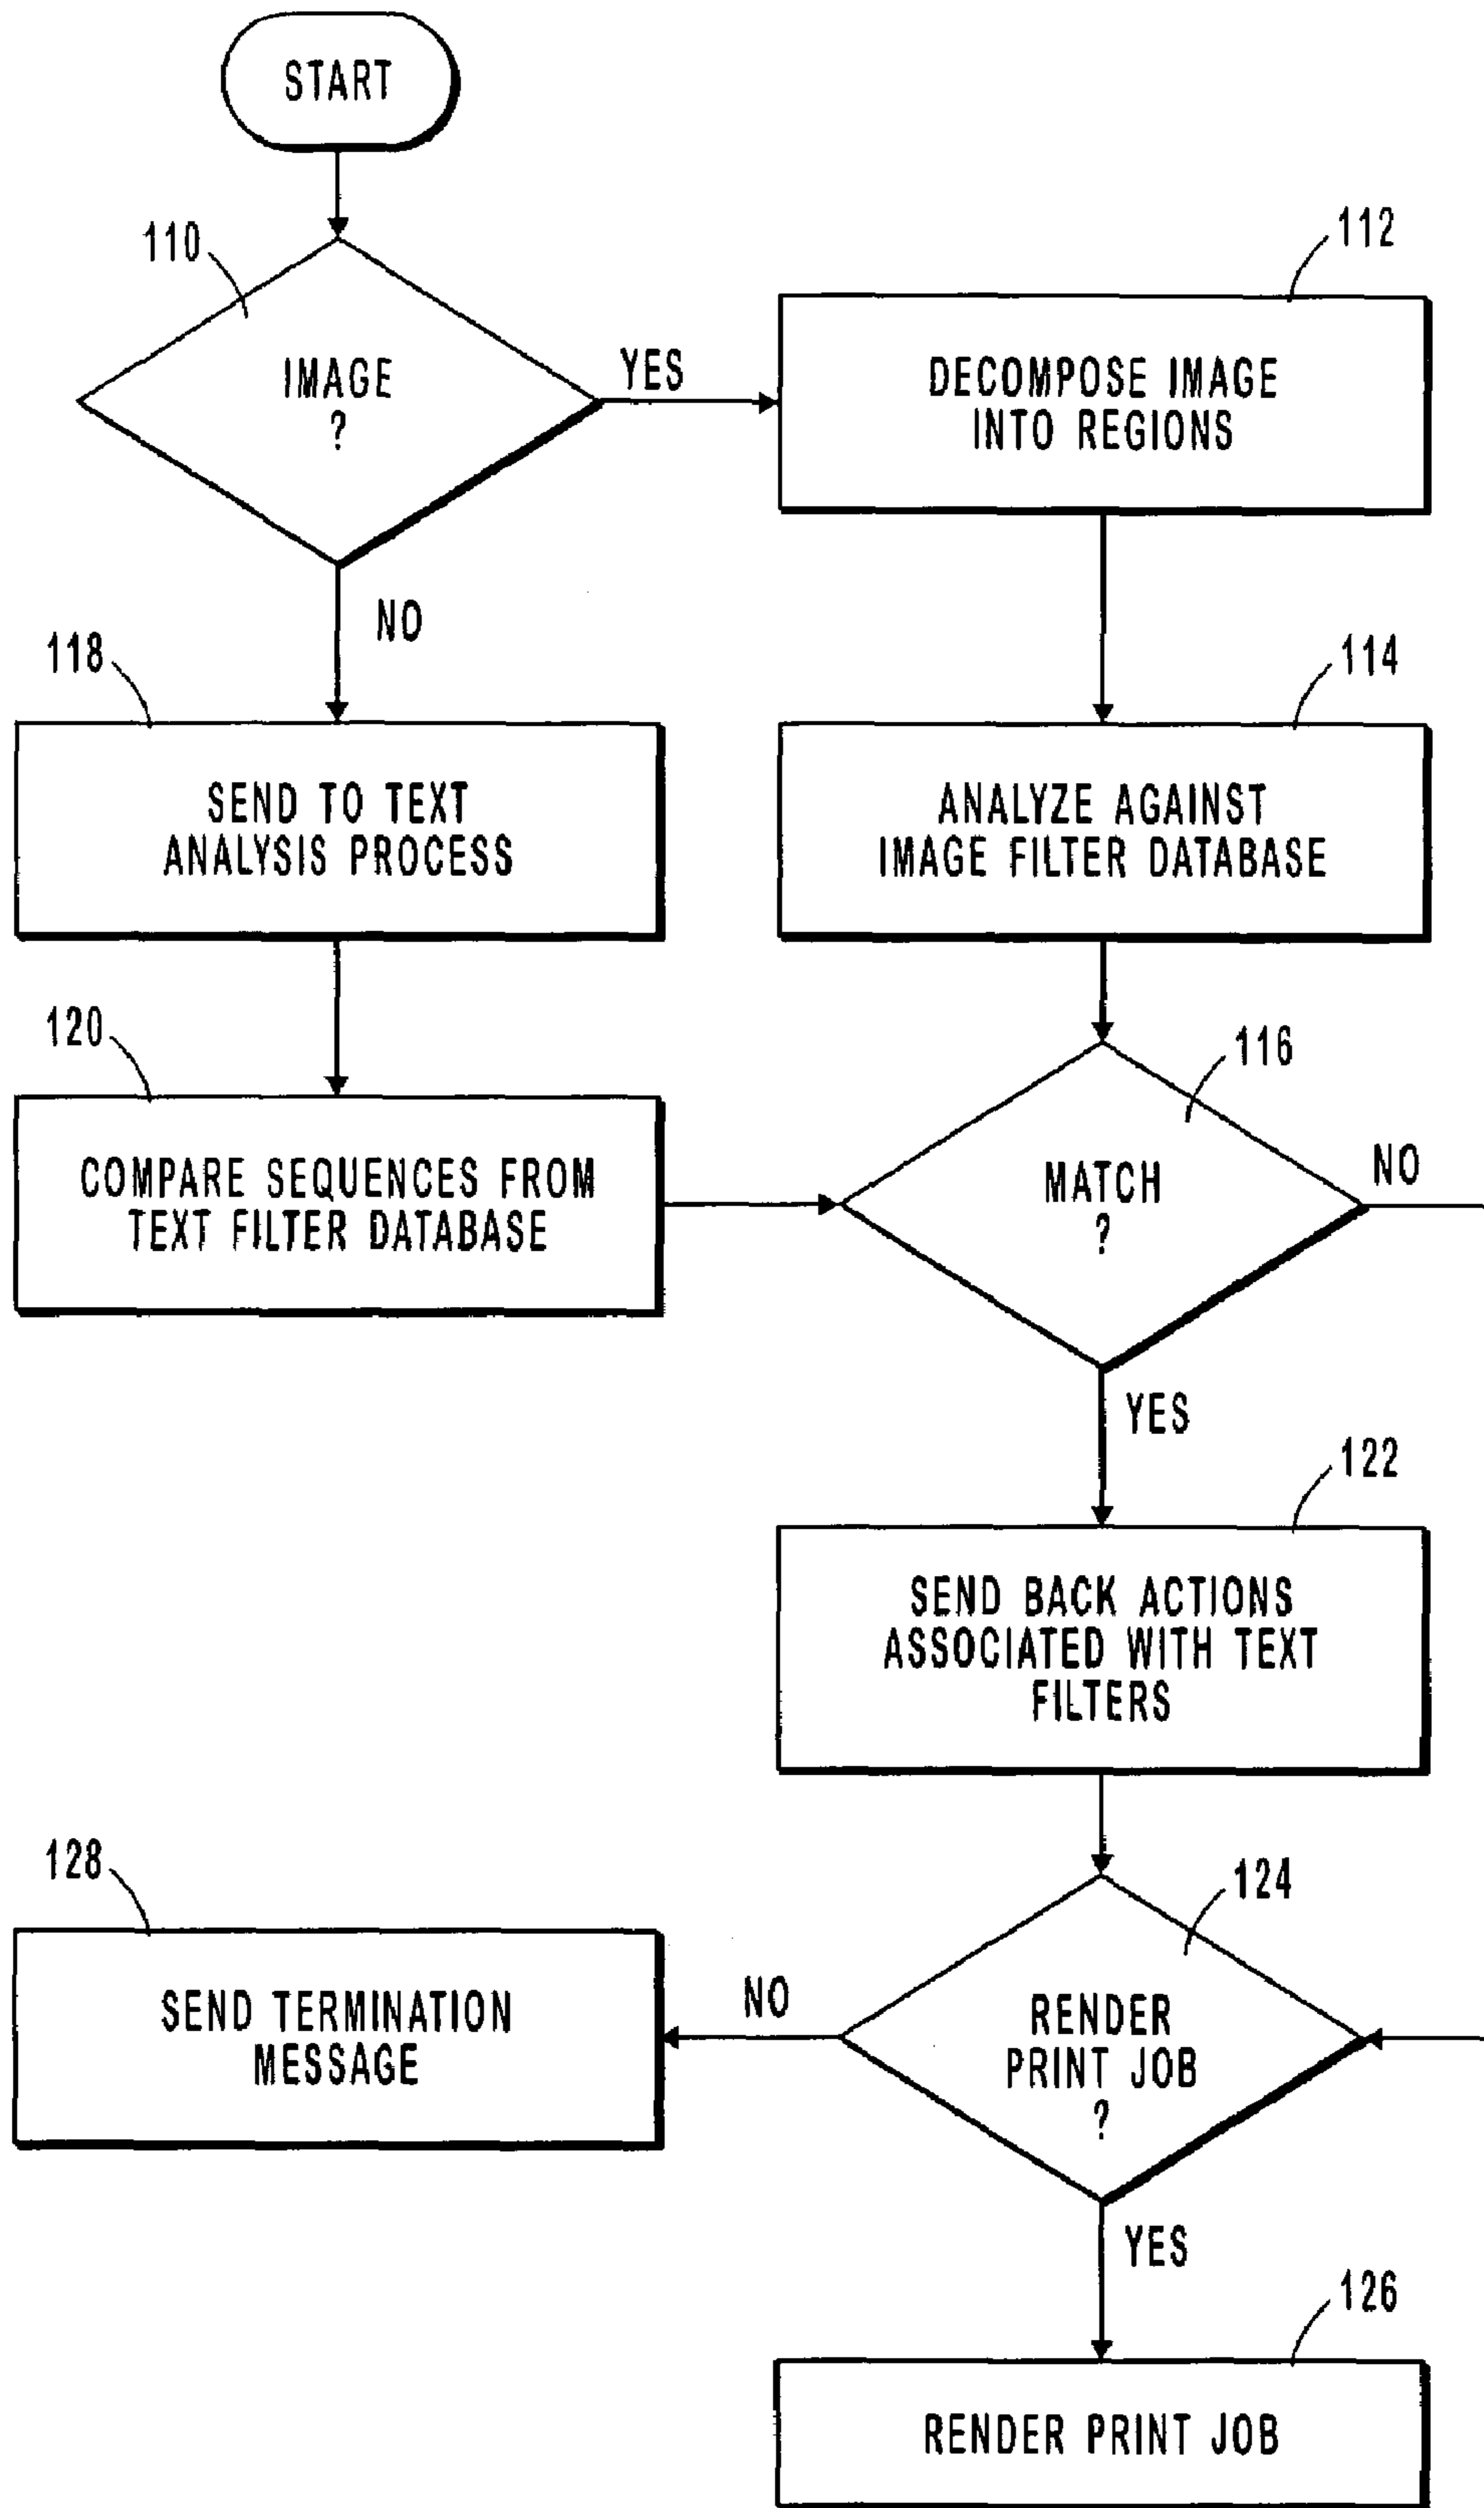 START
110
IMAGE
?
YES
112
DECOMPOSE IMAGE
INTO REGIONS
NO
118
SEND TO TEXT
ANALYSIS PROCESS
114
ANALYZE AGAINST
IMAGE FILTER DATABASE
120
COMPARE SEQUENCES FROM
TEXT FILTER DATABASE
116
MATCH
?
NO
YES
122
SEND BACK ACTIONS
ASSOCIATED WITH TEXT
FILTERS
128
SEND TERMINATION
MESSAGE
NO
124
RENDER
PRINT JOB
?
YES
126
RENDER PRINT JOB